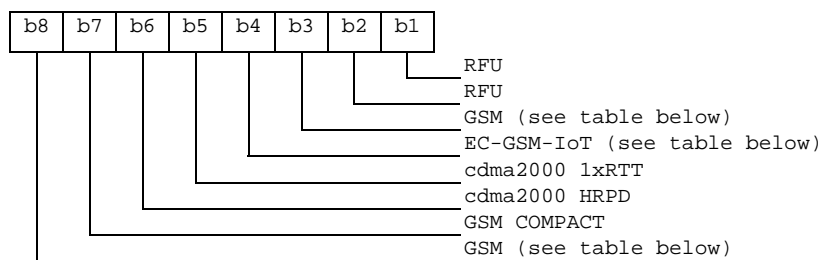 b8 b7 b6 b5 b4 b3 b2 b1
RFU
RFU
GSM (see table below)
EC-GSM-IoT (see table below)
cdma2000 1xRTT
cdma2000 HRPD
GSM COMPACT
GSM (see table below)